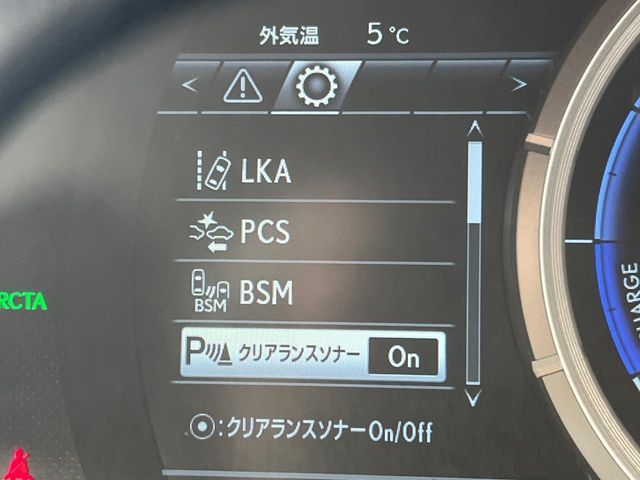 外気温 5℃
LKA
PCS
BSM BSM
RCTA
P クリアランスソナー On
:クリアランスソナーOn/Off
CHARGE